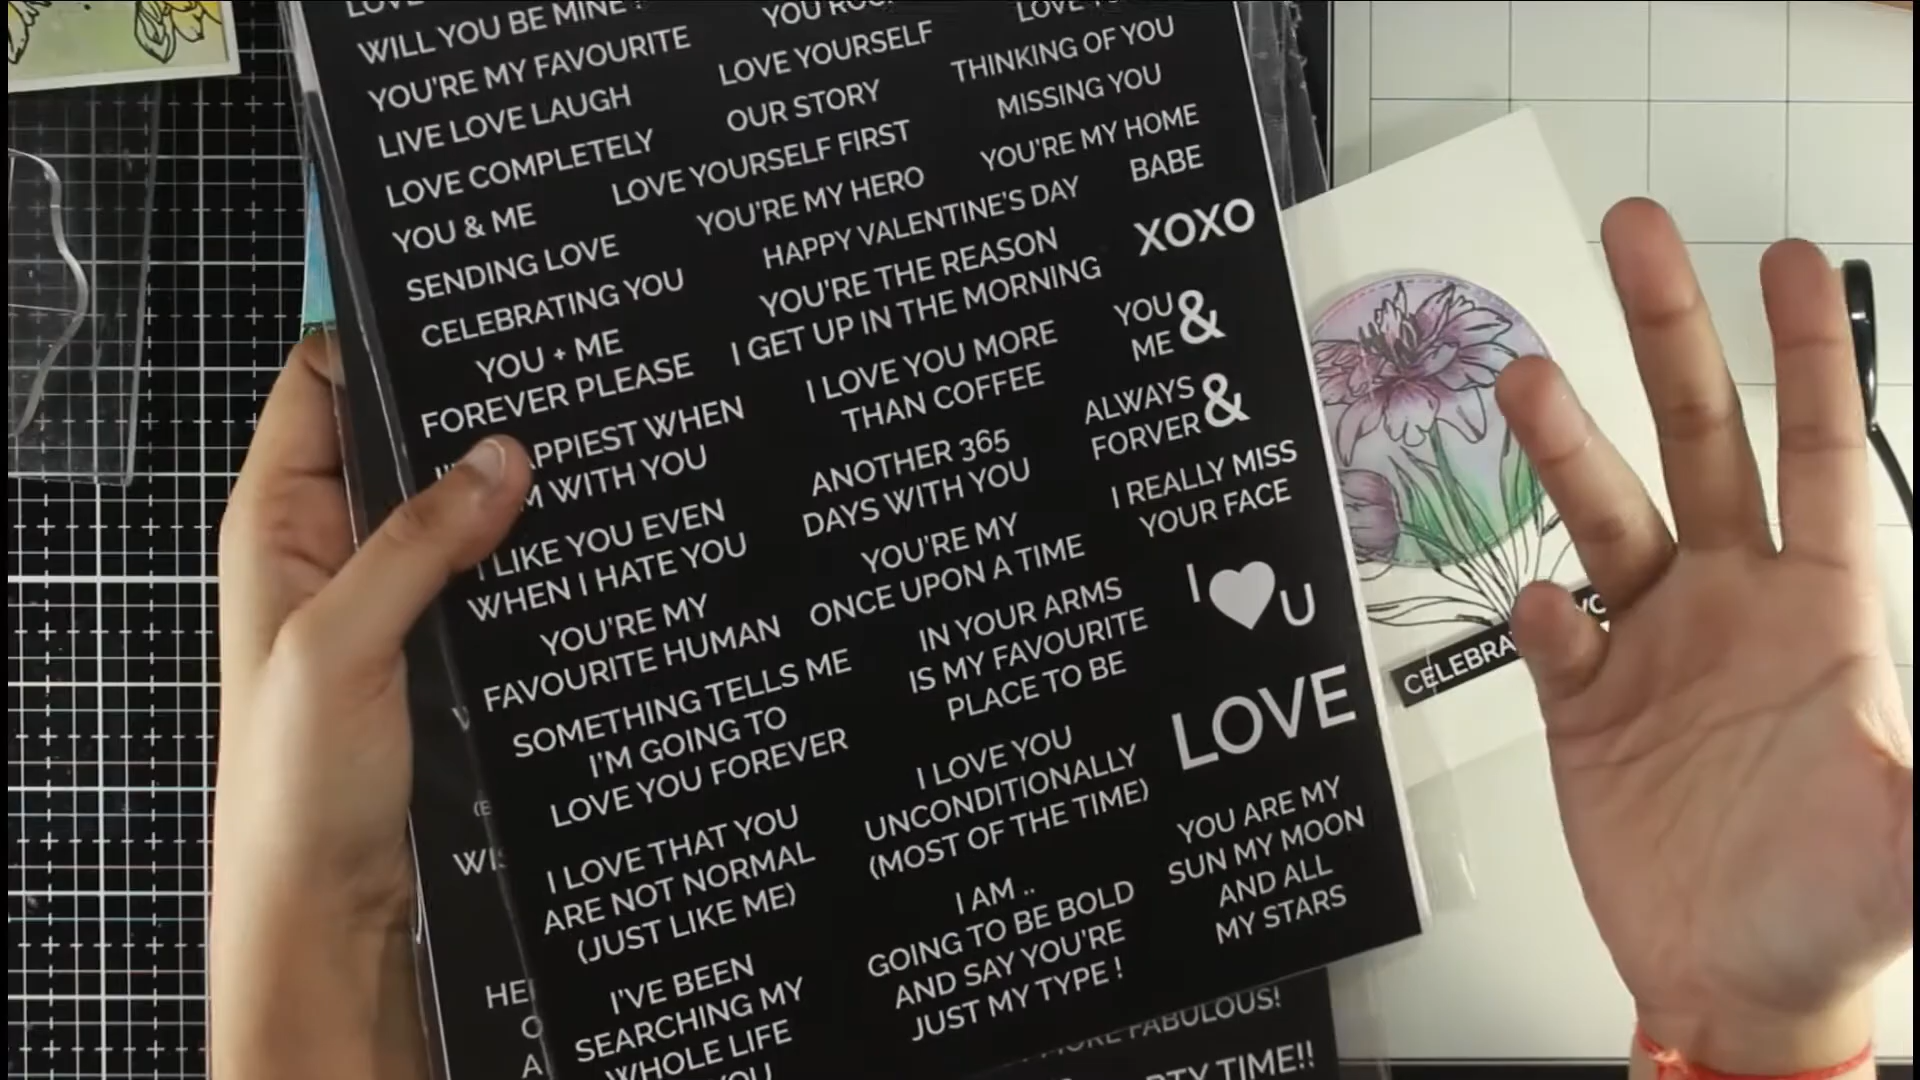 WILL YOU BE MINE ?
YOU'RE MY FAVOURITE
LIVE LOVE LAUGH
LOVE COMPLETELY
YOU & ME
SENDING LOVE
CELEBRATING YOU
YOU + ME
FOREVER PLEASE
WHEN
WITH YOU
I LIKE YOU EVEN
WHEN I HATE YOU
YOU'RE MY
FAVOURITE HUMAN
SOMETHING TELLS ME
I'M GOING TO
LOVE YOU FOREVER
I LOVE THAT YOU
ARE NOT NORMAL
(JUST LIKE ME)
I'VE BEEN
SEARCHING MY
WHOLE LIFE
YOU
LOVE YOURSELF
OUR STORY
LOVE YOURSELF FIRST
YOU'RE MY HERO
HAPPY VALENTINE'S DAY
YOU'RE THE REASON
I GET UP IN THE MORNING
I LOVE YOU MORE
THAN COFFEE
ANOTHER 365
DAYS WITH YOU
YOU'RE MY
ONCE UPON A TIME
IN YOUR ARMS
IS MY FAVOURITE
PLACE TO BE
I LOVE YOU
UNCONDITIONALLY
(MOST OF THE TIME)
I AM ..
GOING TO BE BOLD
AND SAY YOU'RE
JUST MY TYPE !
THINKING OF YOU
MISSING YOU
YOU'RE MY HOME
BABE
XOXO
YOU &
ME
ALWAYS &
FORVER
I REALLY MISS
YOUR FACE
I ♥ U
LOVE
YOU ARE MY
SUN MY MOON
AND ALL
MY STARS
FABULOUS!
TIME!!